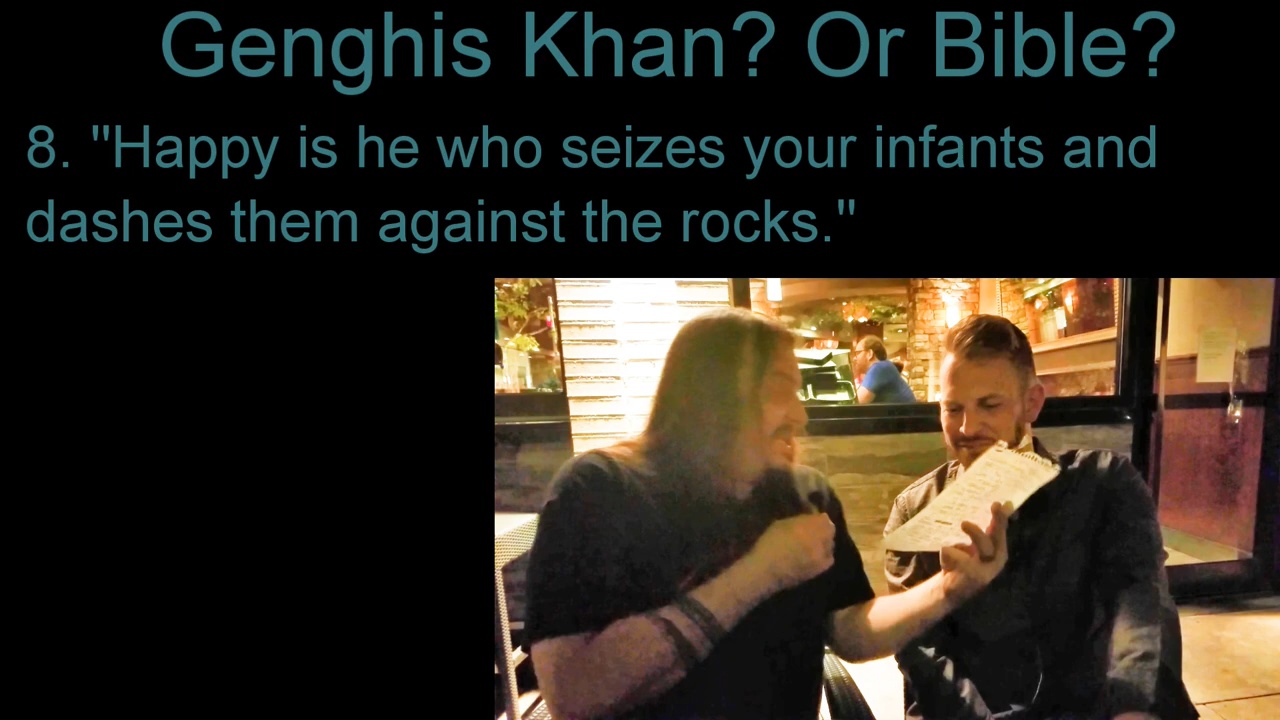 Genghis Khan? Or Bible?
8. "Happy is he who seizes your infants and
dashes them against the rocks."